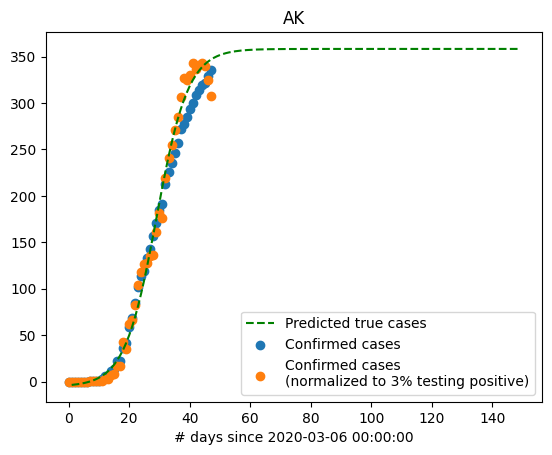 AK
350
300
250
200
150
100
50
0
Predicted true cases
Confirmed cases
Confirmed cases
(normalized to 3% testing positive)
0 20 40 60 80 100 120 140
# days since 2020-03-06 00:00:00